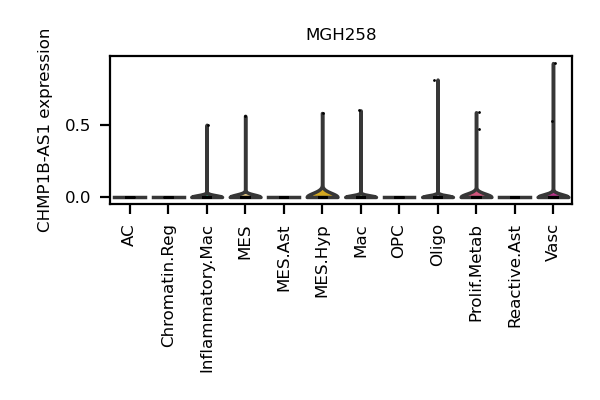 MGH258
CHMP1B-AS1 expression
0.5
0.0
AC
Chromatin.Reg
Inflammatory.Mac
MES
MES.Ast
MES.Hyp
Mac
OPC
Oligo
Prolif.Metab
Reactive.Ast
Vasc